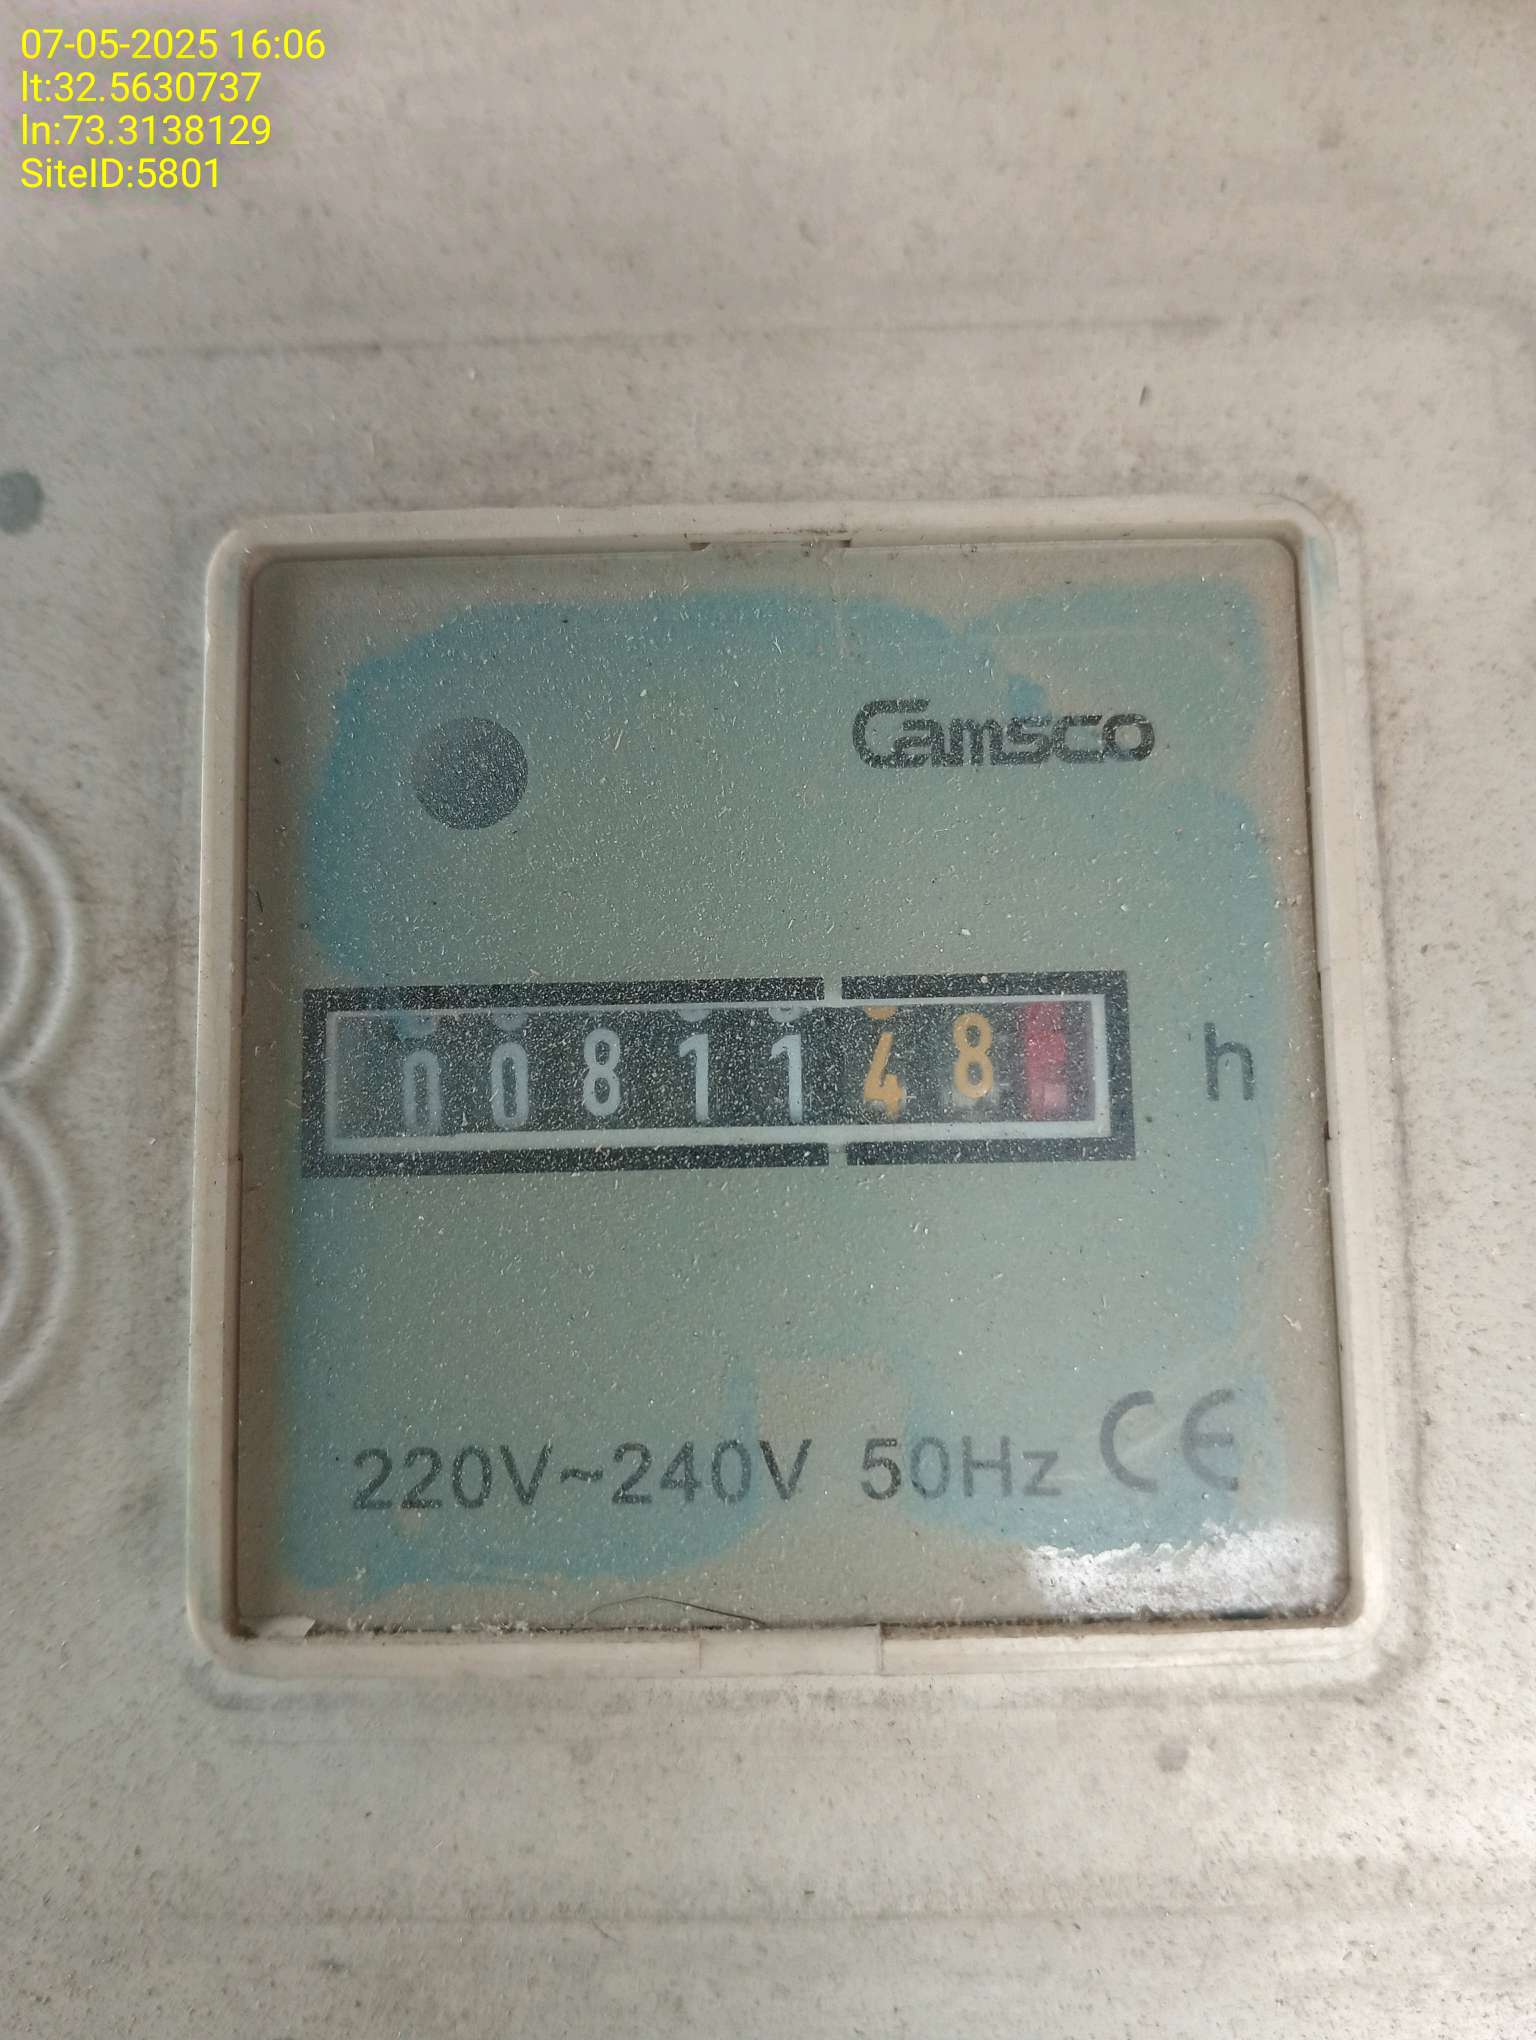 07-05-2025 16:06
lt:32.5630737
ln:73.3138129
SiteID:5801
Camsco
0081148 h
220V~240V 50Hz CE